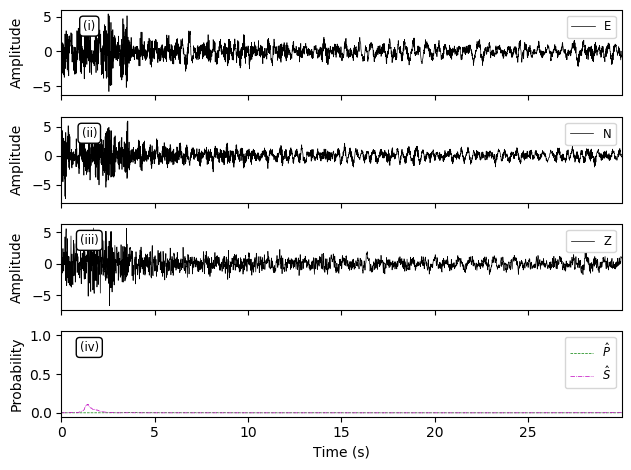 5
0
−5
Amplitude
(i)
E
5
0
−5
Amplitude
(ii)
N
5
0
−5
Amplitude
(iii)
Z
1.0
0.5
0.0
Probability
(iv)
P̂
Ŝ
0 5 10 15 20 25
Time (s)